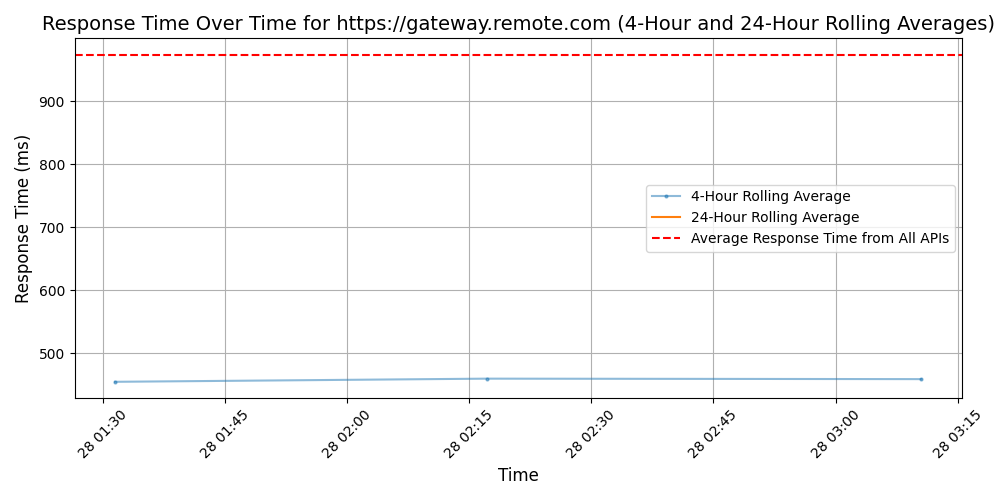 Response Time Over Time for https://gateway.remote.com (4-Hour and 24-Hour Rolling Averages)
Response Time (ms)
900
800
700
600
500
4-Hour Rolling Average
24-Hour Rolling Average
Average Response Time from All APIs
28 01:30
28 01:45
28 02:00
28 02:15
28 02:30
28 02:45
28 03:00
28 03:15
Time